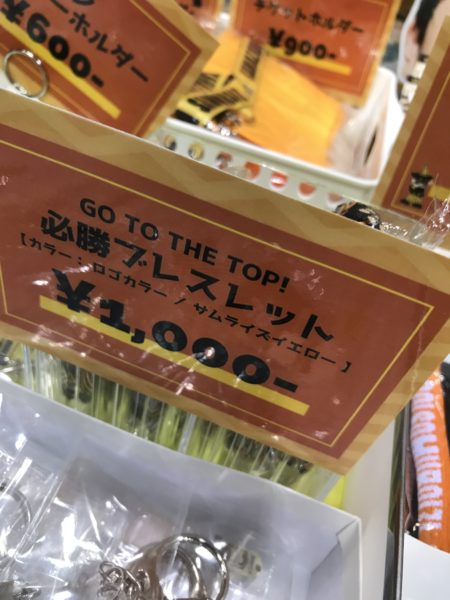 ーホルダー
¥600-
チケットホルダー
¥900-
GO TO THE TOP!
必勝ブレスレット
【カラー：ロゴカラー / サムライズイエロー】
¥1,000-